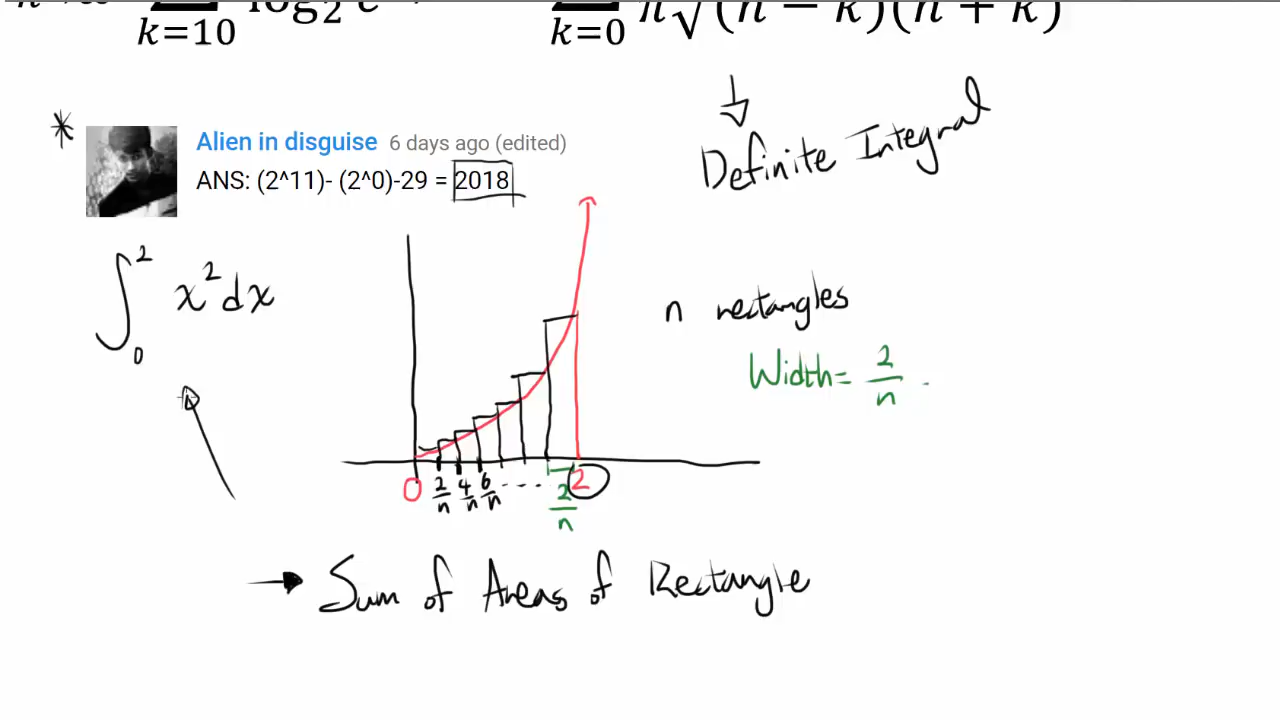 k=10 log₂ e k=0 n√(n − k)(n + k)
*
Alien in disguise 6 days ago (edited)
ANS: (2^11)- (2^0)-29 = 2018
Definite Integral
∫₀² x² dx
n rectangles
Width = 2/n
0 2/n 4/n 6/n ..... 2/n 2
→ Sum of Areas of Rectangle